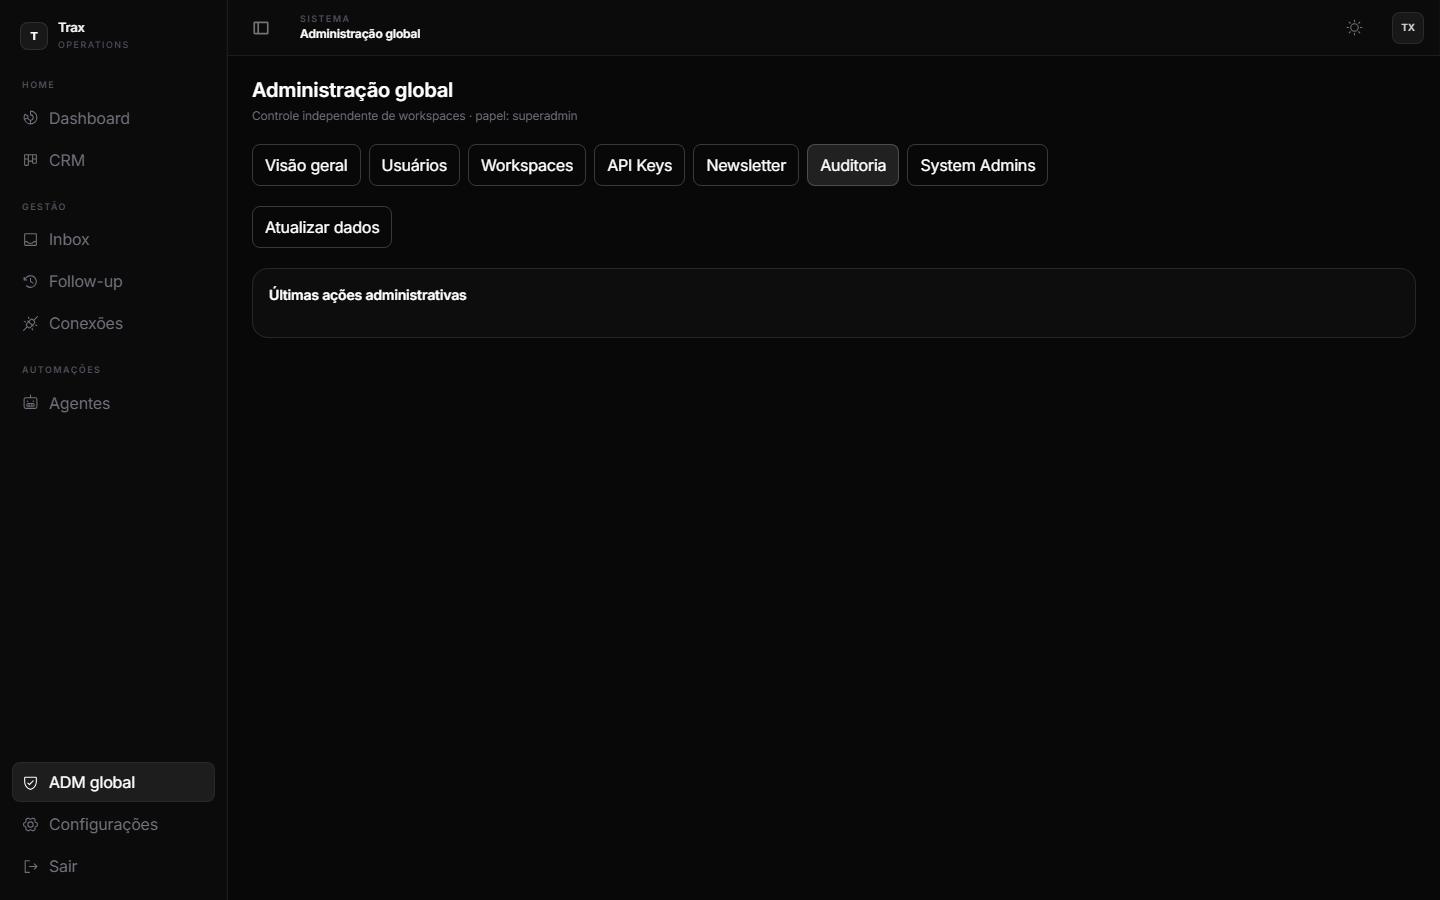 T
Trax
OPERATIONS
HOME
Dashboard
CRM
GESTÃO
Inbox
Follow-up
Conexões
AUTOMAÇÕES
Agentes
ADM global
Configurações
Sair
SISTEMA
Administração global
TX
Administração global
Controle independente de workspaces · papel: superadmin
Visão geral
Usuários
Workspaces
API Keys
Newsletter
Auditoria
System Admins
Atualizar dados
Últimas ações administrativas